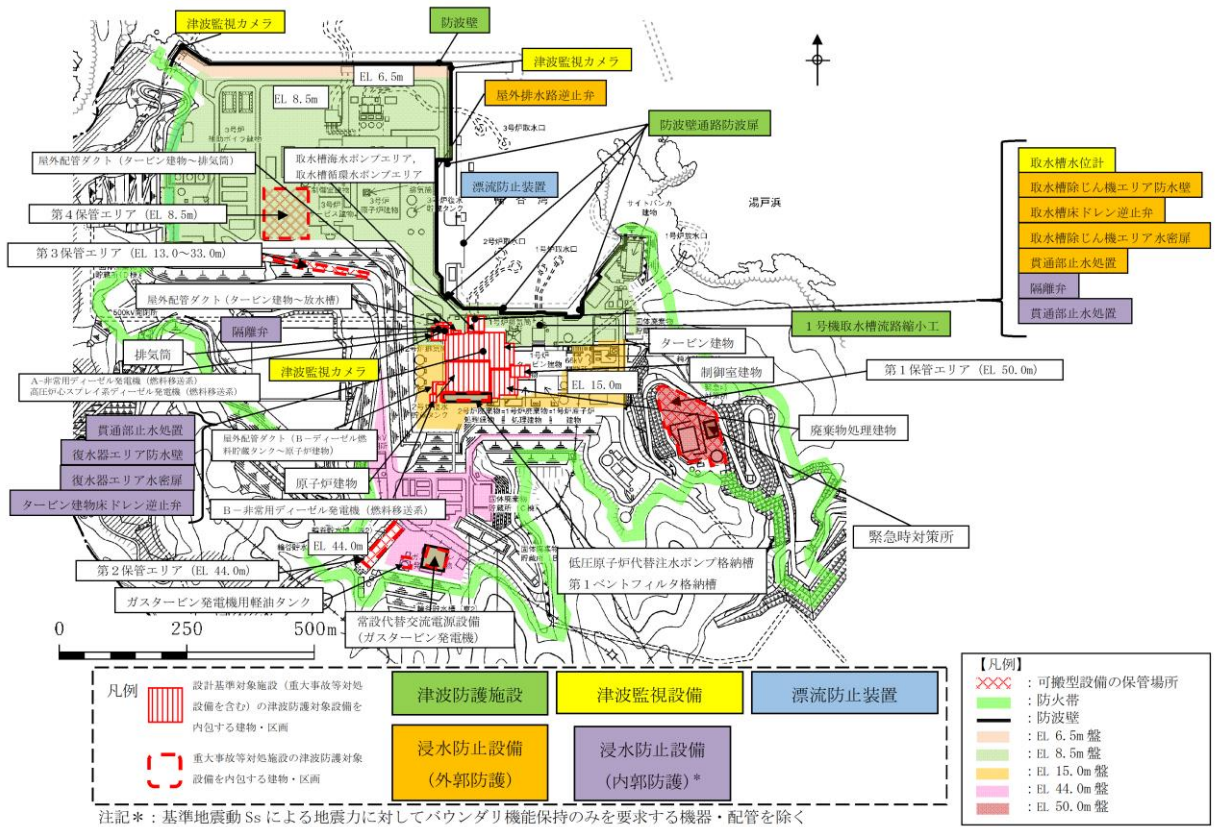 津波監視カメラ
防波壁
津波監視カメラ
EL 6.5m
EL 8.5m
屋外排水路逆止弁
3号炉取水口
防波壁通路防波扉
屋外配管ダクト（タービン建物～排気筒）
取水槽海水ポンプエリア，
取水槽循環水ポンプエリア
漂流防止装置
湯戸浜
サイトバンカ
建物
取水槽水位計
取水槽除じん機エリア防水壁
取水槽床ドレン逆止弁
取水槽除じん機エリア水密扉
貫通部止水処置
隔離弁
貫通部止水処置
第4保管エリア（EL 8.5m）
2号炉取水口
1号炉取水口
第3保管エリア（EL 13.0～33.0m）
屋外配管ダクト（タービン建物～放水槽）
隔離弁
1号機取水槽流路縮小工
排気筒
タービン建物
津波監視カメラ
制御室建物
第1保管エリア（EL 50.0m）
A-非常用ディーゼル発電機（燃料移送系）
高圧炉心スプレイ系ディーゼル発電機（燃料移送系）
EL 15.0m
貫通部止水処置
復水器エリア防水壁
復水器エリア水密扉
タービン建物床ドレン逆止弁
屋外配管ダクト（B－ディーゼル燃
料貯蔵タンク～原子炉建物）
廃棄物処理建物
原子炉建物
B－非常用ディーゼル発電機（燃料移送系）
緊急時対策所
EL 44.0m
第2保管エリア（EL 44.0m）
低圧原子炉代替注水ポンプ格納槽
第1ベントフィルタ格納槽
ガスタービン発電機用軽油タンク
常設代替交流電源設備
（ガスタービン発電機）
0 250 500m
凡例
設計基準対象施設（重大事故等対処
設備を含む）の津波防護対象設備を
内包する建物・区画
重大事故等対処施設の津波防護対象
設備を内包する建物・区画
津波防護施設
津波監視設備
漂流防止装置
浸水防止設備
（外郭防護）
浸水防止設備
（内郭防護）*
【凡例】
：可搬型設備の保管場所
：防火帯
：防波壁
：EL 6.5m 盤
：EL 8.5m 盤
：EL 15.0m 盤
：EL 44.0m 盤
：EL 50.0m 盤
注記＊：基準地震動 Ss による地震力に対してバウンダリ機能保持のみを要求する機器・配管を除く